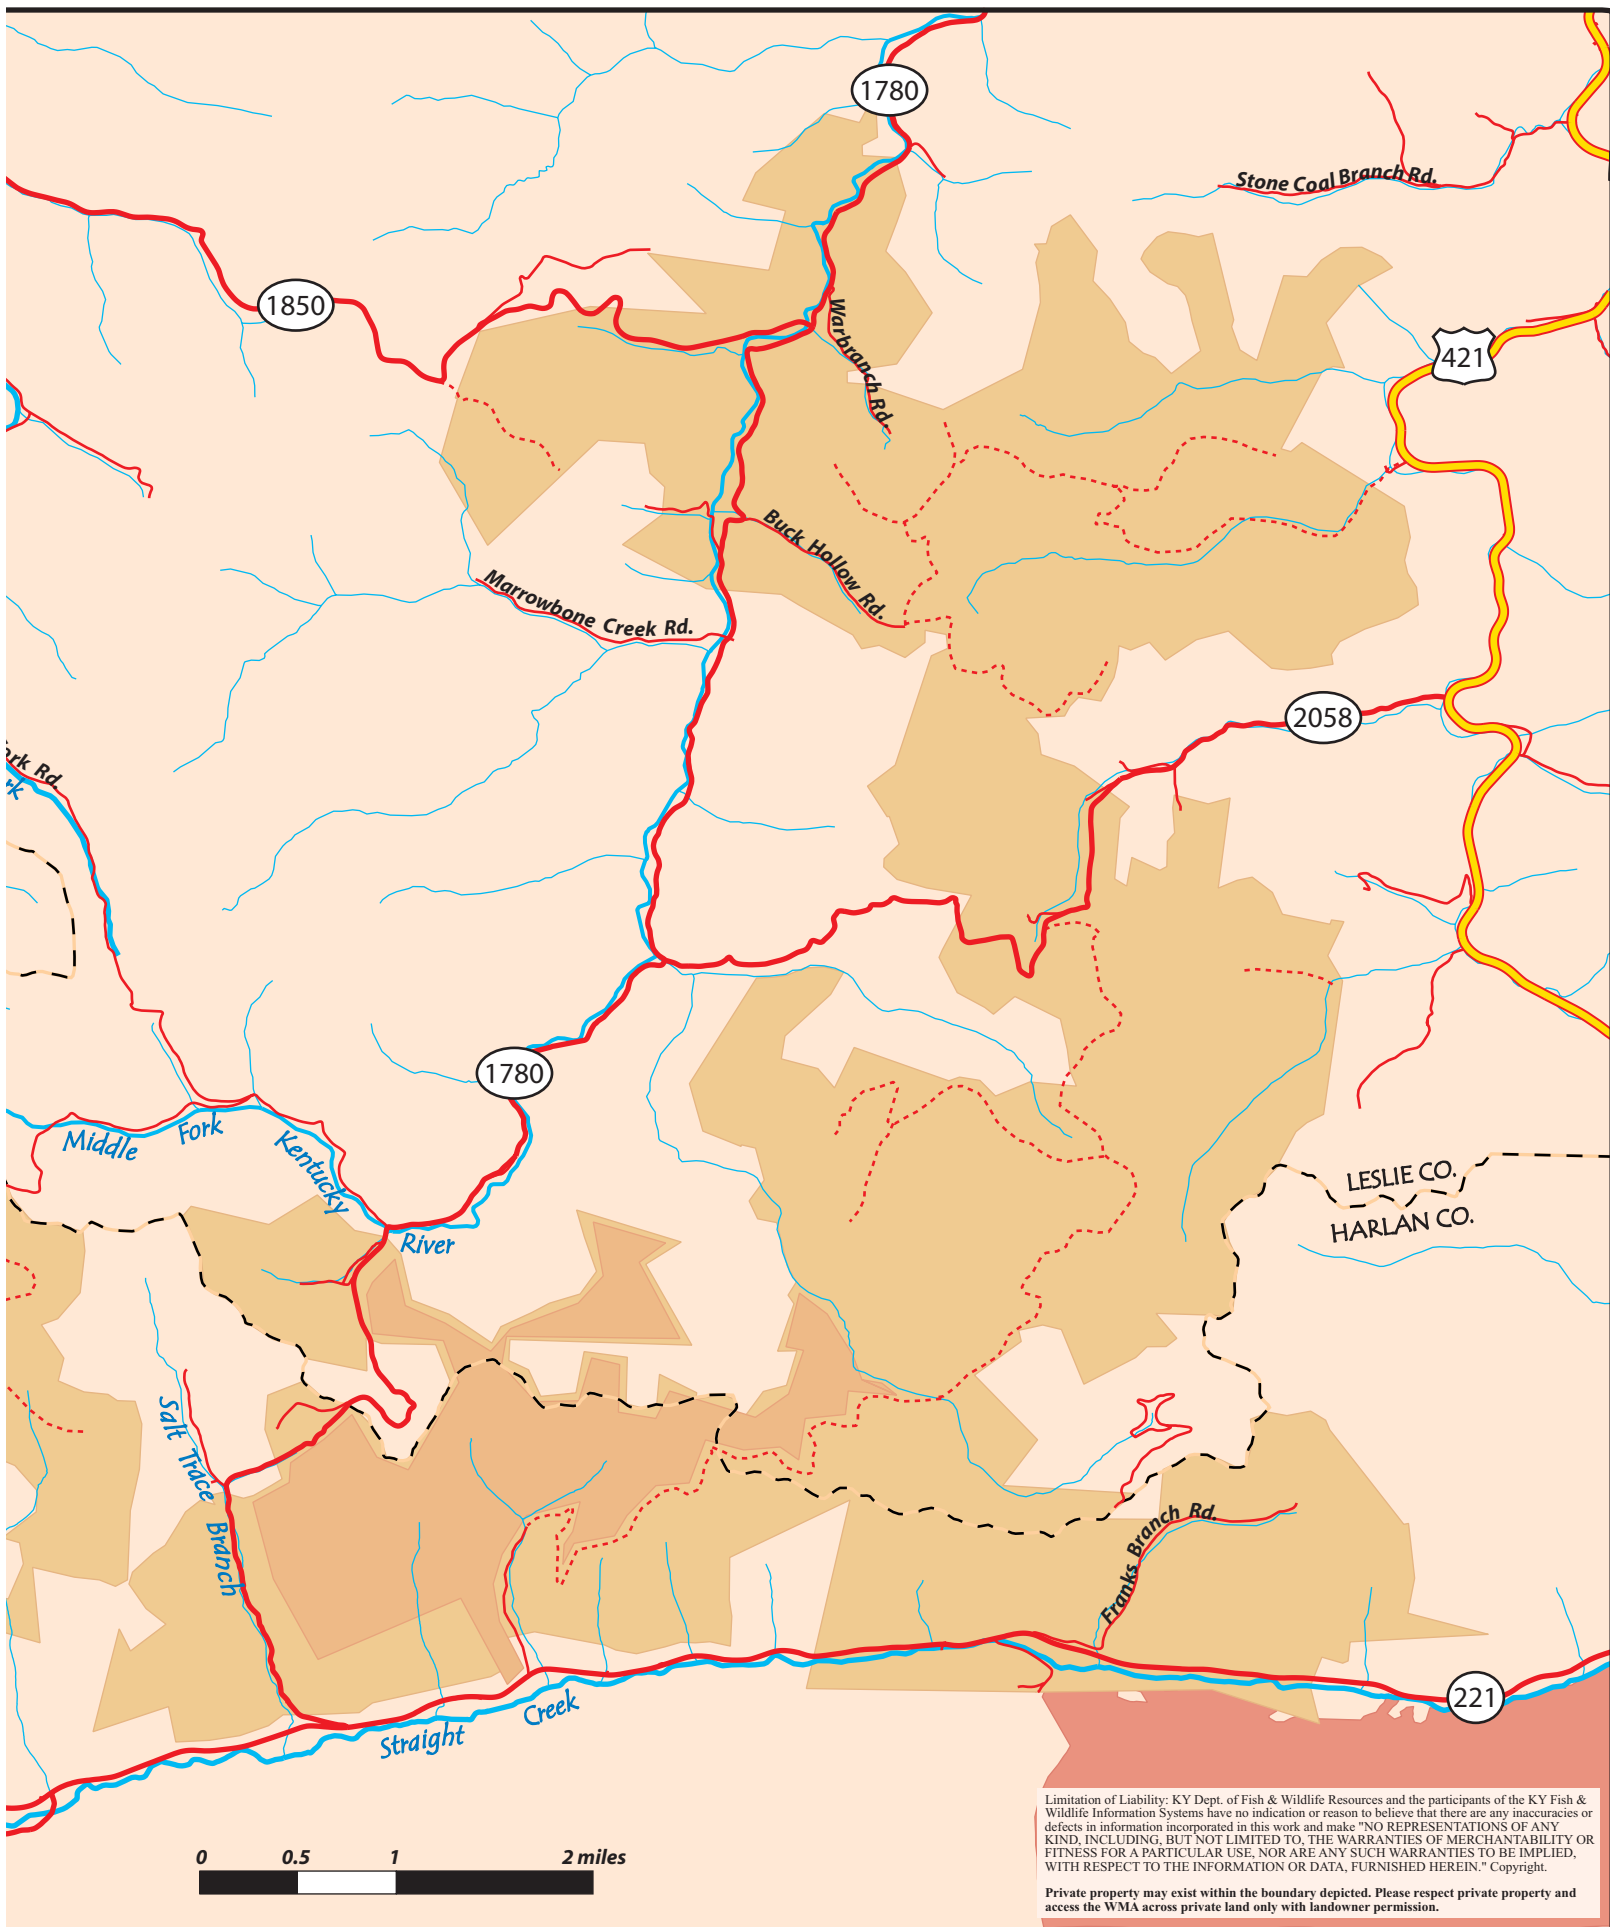 1780
Stone Coal Branch Rd.
1850
Warbranch Rd.
421
Buck Hollow Rd.
Marrowbone Creek Rd.
2058
ork Rd.
rk
1780
Middle Fork Kentucky River
LESLIE CO.
HARLAN CO.
Salt Trace Branch
Franks Branch Rd.
221
Straight Creek
0 0.5 1 2 miles
Limitation of Liability: KY Dept. of Fish & Wildlife Resources and the participants of the KY Fish &
Wildlife Information Systems have no indication or reason to believe that there are any inaccuracies or
defects in information incorporated in this work and make "NO REPRESENTATIONS OF ANY
KIND, INCLUDING, BUT NOT LIMITED TO, THE WARRANTIES OF MERCHANTABILITY OR
FITNESS FOR A PARTICULAR USE, NOR ARE ANY SUCH WARRANTIES TO BE IMPLIED,
WITH RESPECT TO THE INFORMATION OR DATA, FURNISHED HEREIN." Copyright.
Private property may exist within the boundary depicted. Please respect private property and
access the WMA across private land only with landowner permission.